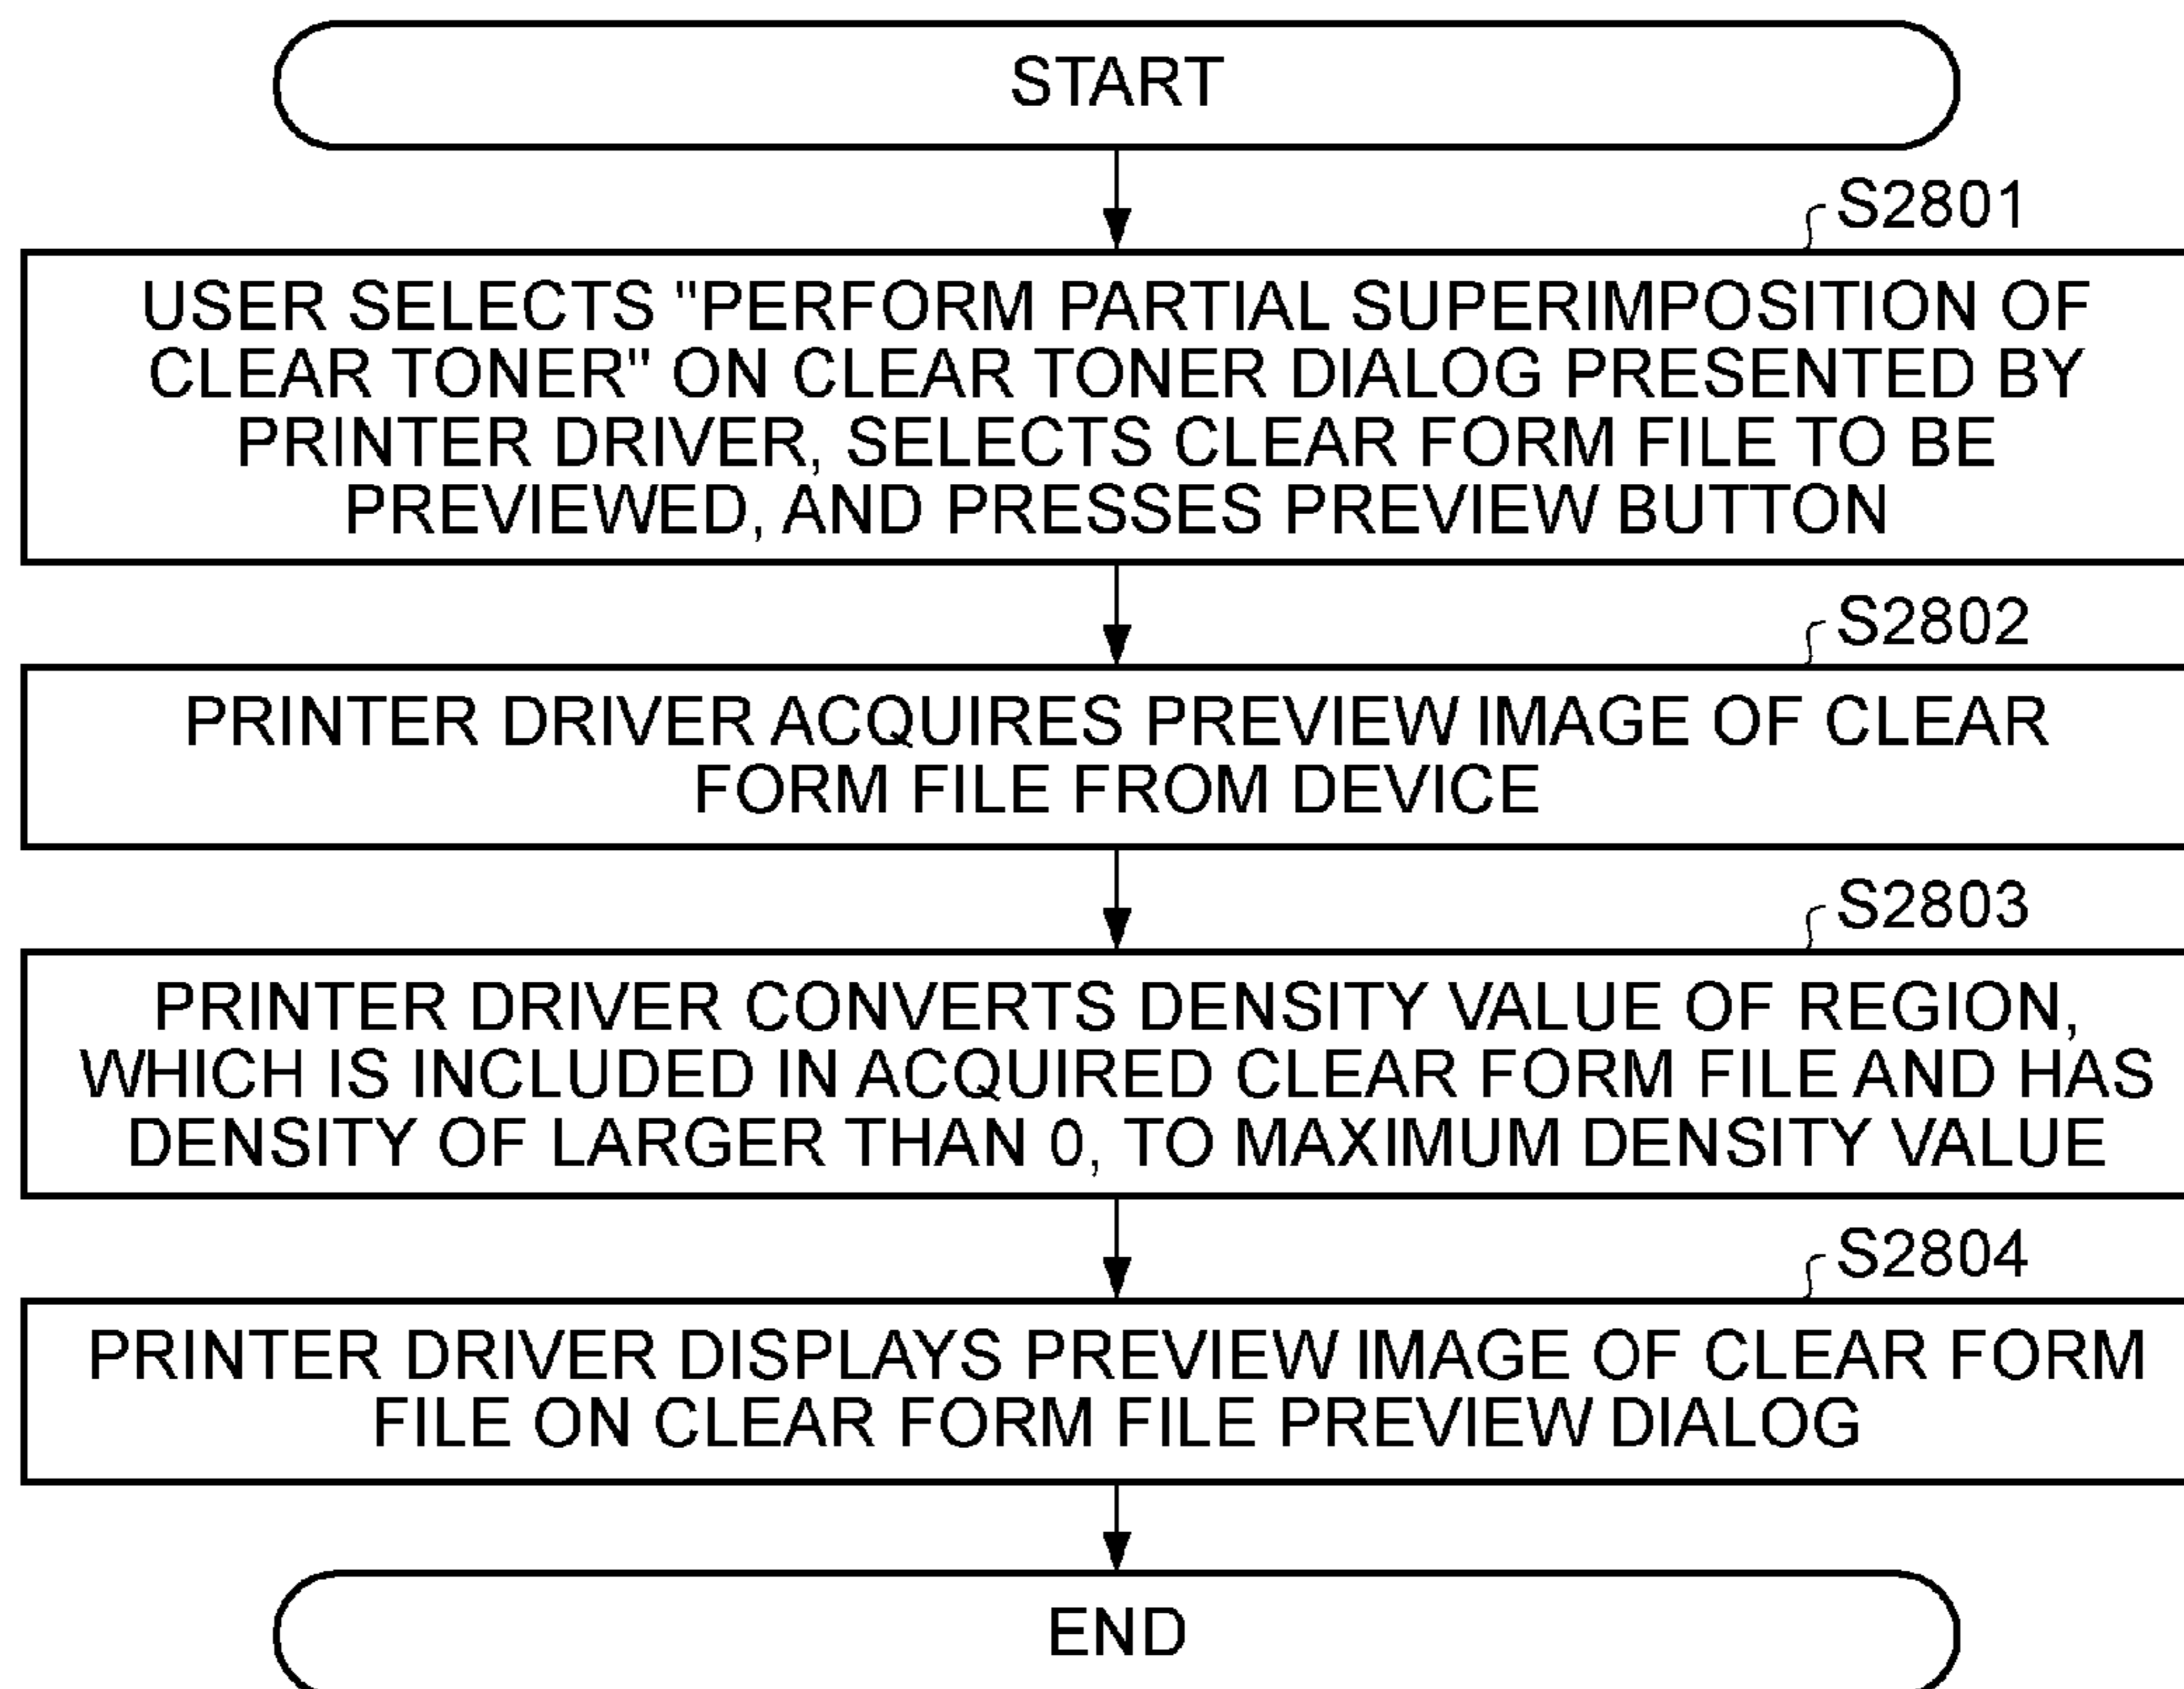 START
S2801
USER SELECTS "PERFORM PARTIAL SUPERIMPOSITION OF
CLEAR TONER" ON CLEAR TONER DIALOG PRESENTED BY
PRINTER DRIVER, SELECTS CLEAR FORM FILE TO BE
PREVIEWED, AND PRESSES PREVIEW BUTTON
S2802
PRINTER DRIVER ACQUIRES PREVIEW IMAGE OF CLEAR
FORM FILE FROM DEVICE
S2803
PRINTER DRIVER CONVERTS DENSITY VALUE OF REGION,
WHICH IS INCLUDED IN ACQUIRED CLEAR FORM FILE AND HAS
DENSITY OF LARGER THAN 0, TO MAXIMUM DENSITY VALUE
S2804
PRINTER DRIVER DISPLAYS PREVIEW IMAGE OF CLEAR FORM
FILE ON CLEAR FORM FILE PREVIEW DIALOG
END